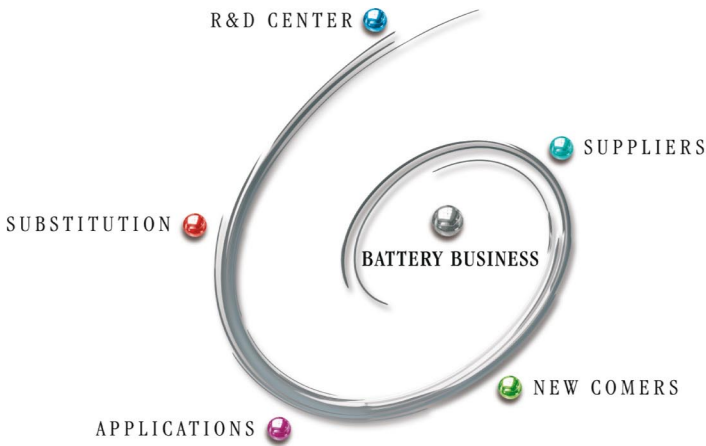 R&D CENTER
SUPPLIERS
SUBSTITUTION
BATTERY BUSINESS
NEW COMERS
APPLICATIONS